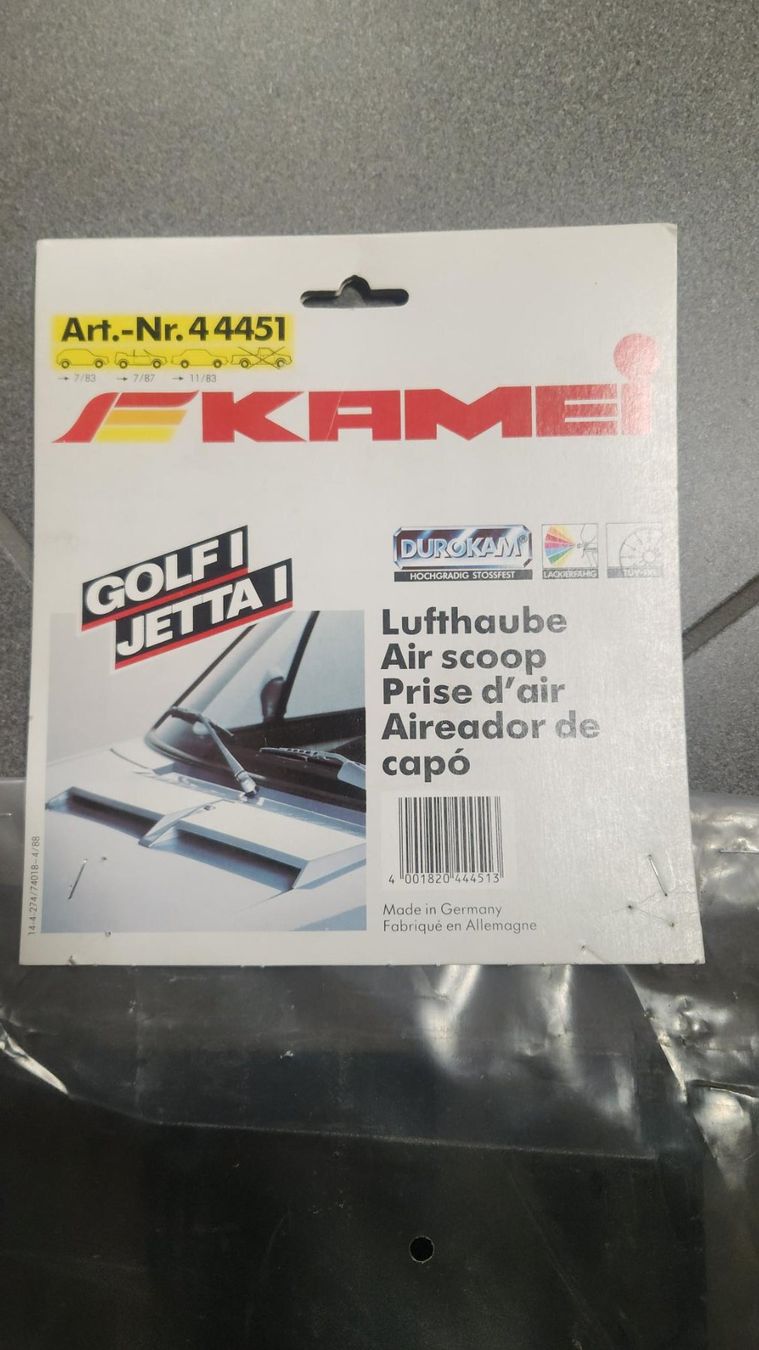 Art.-Nr. 4 4451
→ 7/83 → 7/87 → 11/83
KAMEI
GOLF I
JETTA I
DUROKAM®
HOCHGRADIG STOSSFEST
LACKIERFÄHIG
Lufthaube
Air scoop
Prise d'air
Aireador de
capó
4 001820 444513
Made in Germany
Fabriqué en Allemagne
14-4-274/74018-4/88